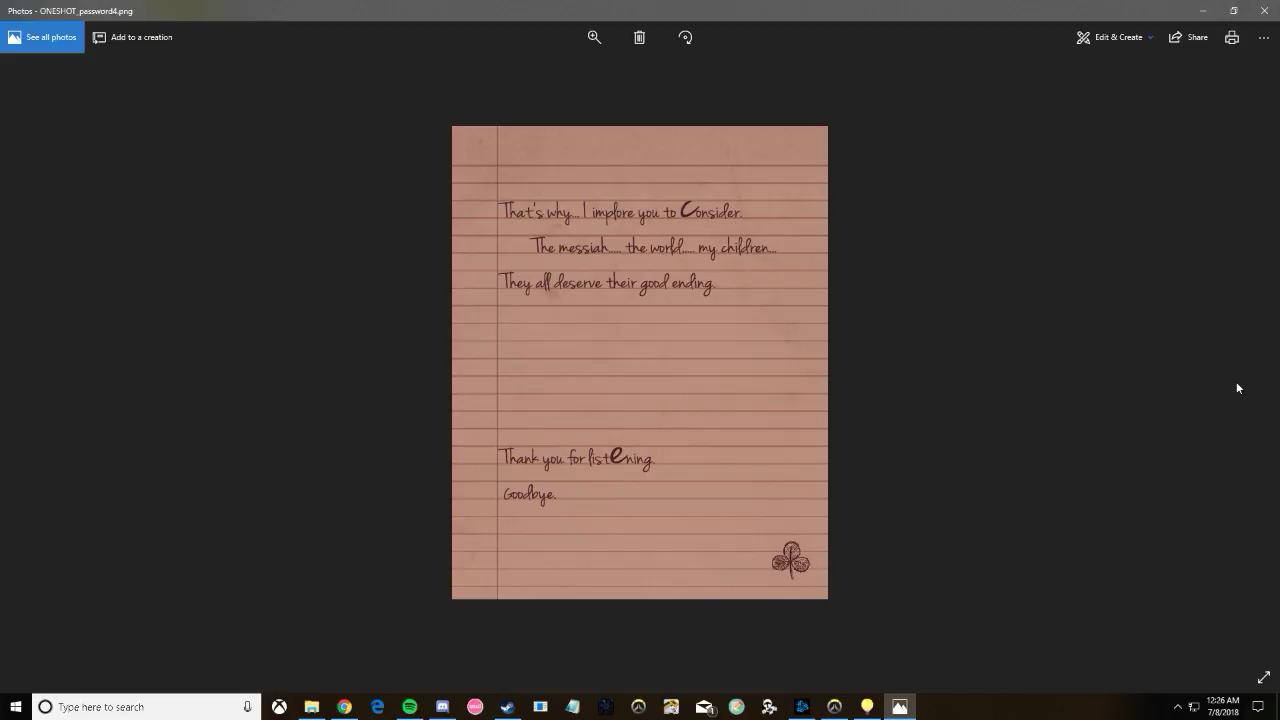 Photos - ONESHOT_password4.png
See all photos
Add to a creation
Edit & Create
Share
That's why... I implore you to Consider.
The messiah..... the world..... my children...
They all deserve their good ending.
Thank you for listening.
Goodbye.
Type here to search
12:26 AM
7/8/2018